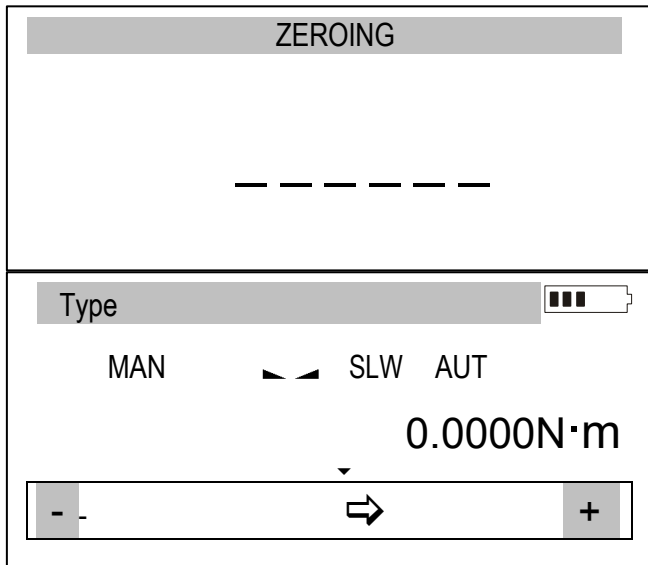 ZEROING
_ _ _ _ _ _
Type
MAN SLW AUT
0.0000N·m
- - ⇨ +